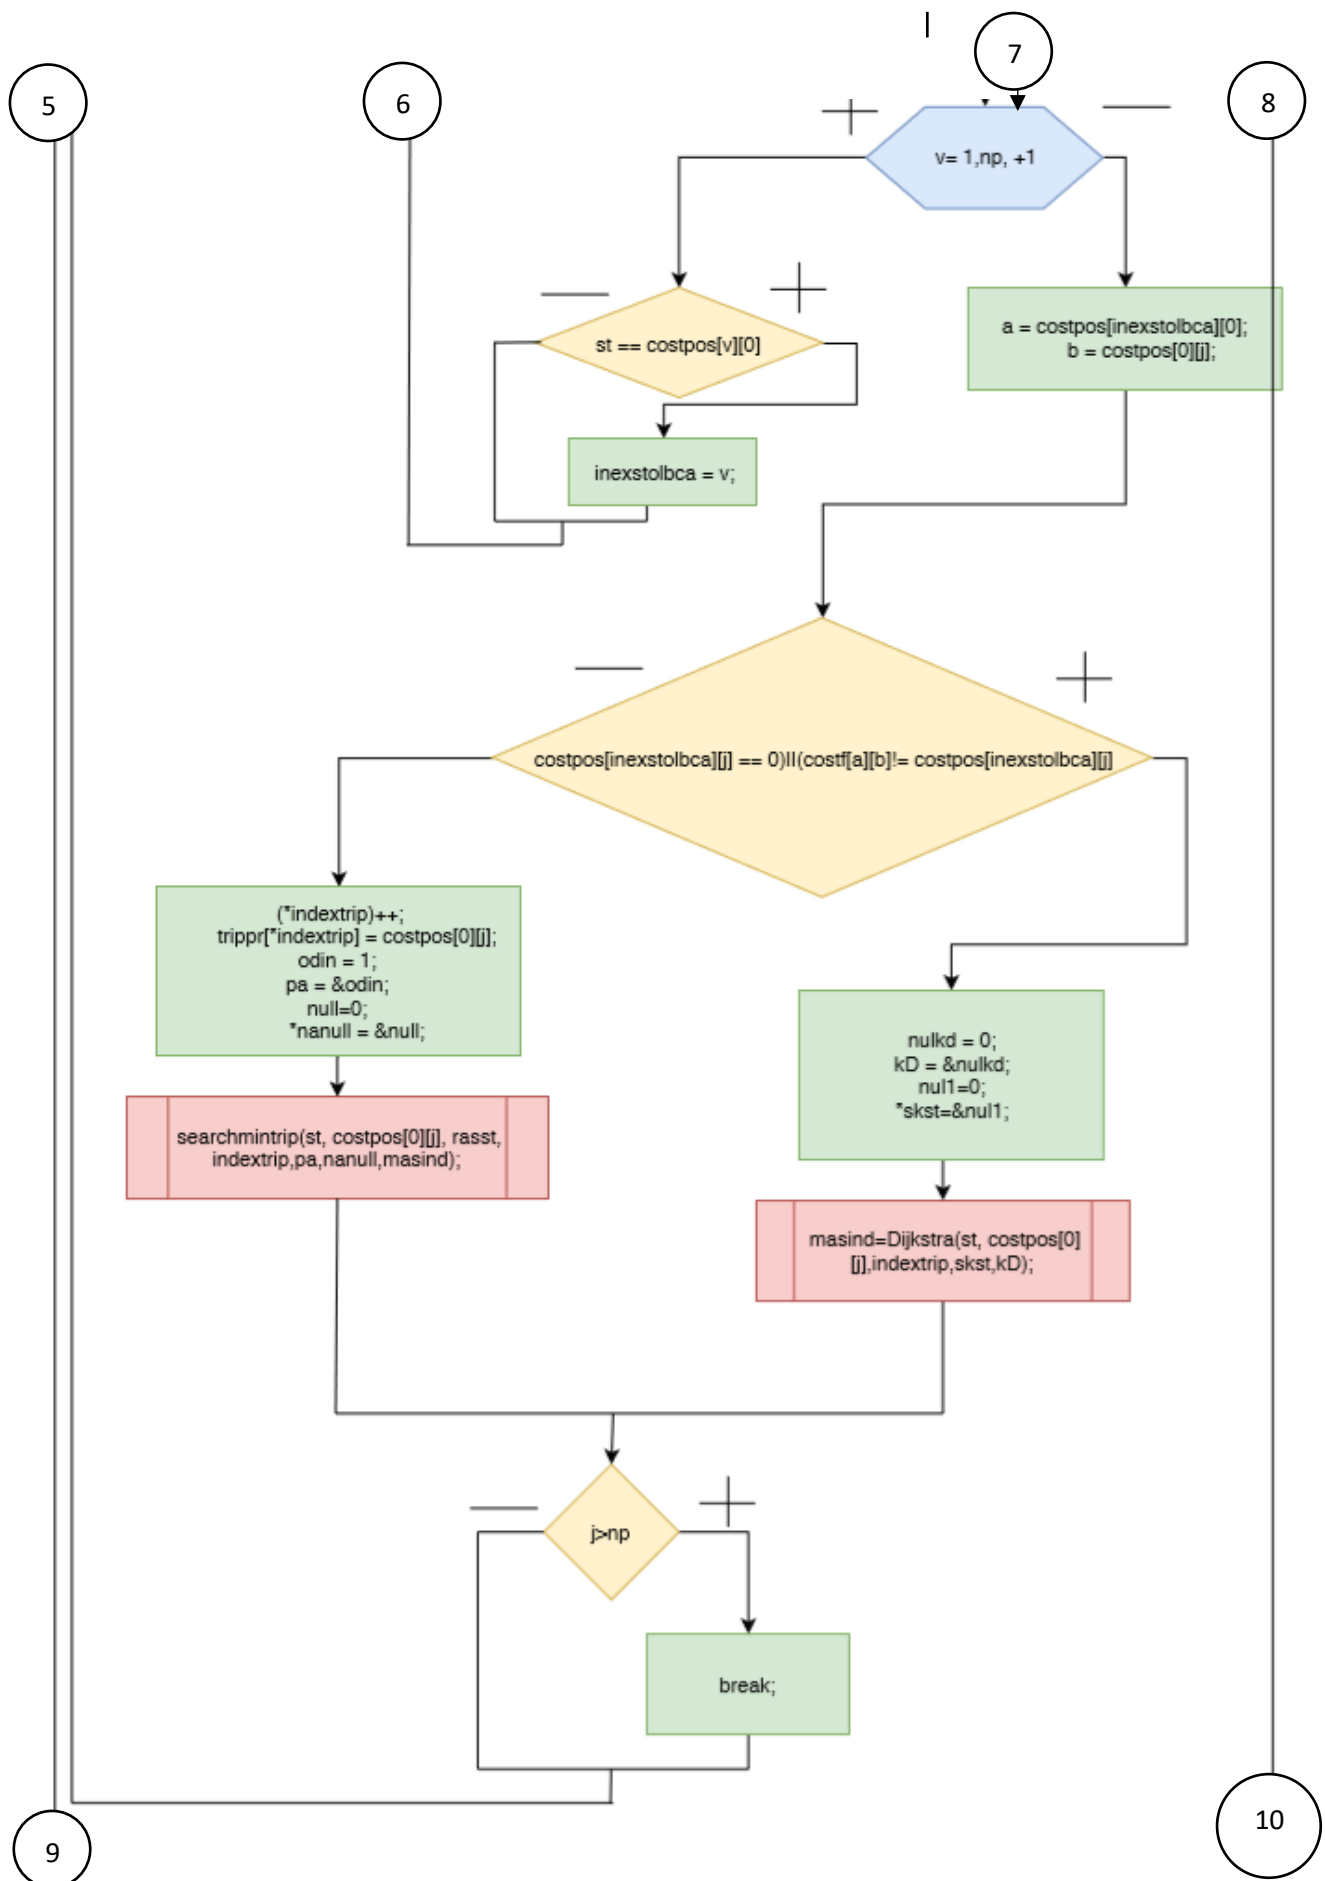 7
5
6
8
v= 1,np, +1
st == costpos[v][0]
a = costpos[inexstolbca][0];
b = costpos[0][j];
inexstolbca = v;
costpos[inexstolbca][j] == 0)II(costf[a][b]!= costpos[inexstolbca][j]
(*indextrip)++;
trippr[*indextrip] = costpos[0][j];
odin = 1;
pa = &odin;
null=0;
*nanull = &null;
nulkd = 0;
kD = &nulkd;
nul1=0;
*skst=&nul1;
searchmintrip(st, costpos[0][j], rasst,
indextrip,pa,nanull,masind);
masind=Dijkstra(st, costpos[0]
[j],indextrip,skst,kD);
j>np
break;
9
10